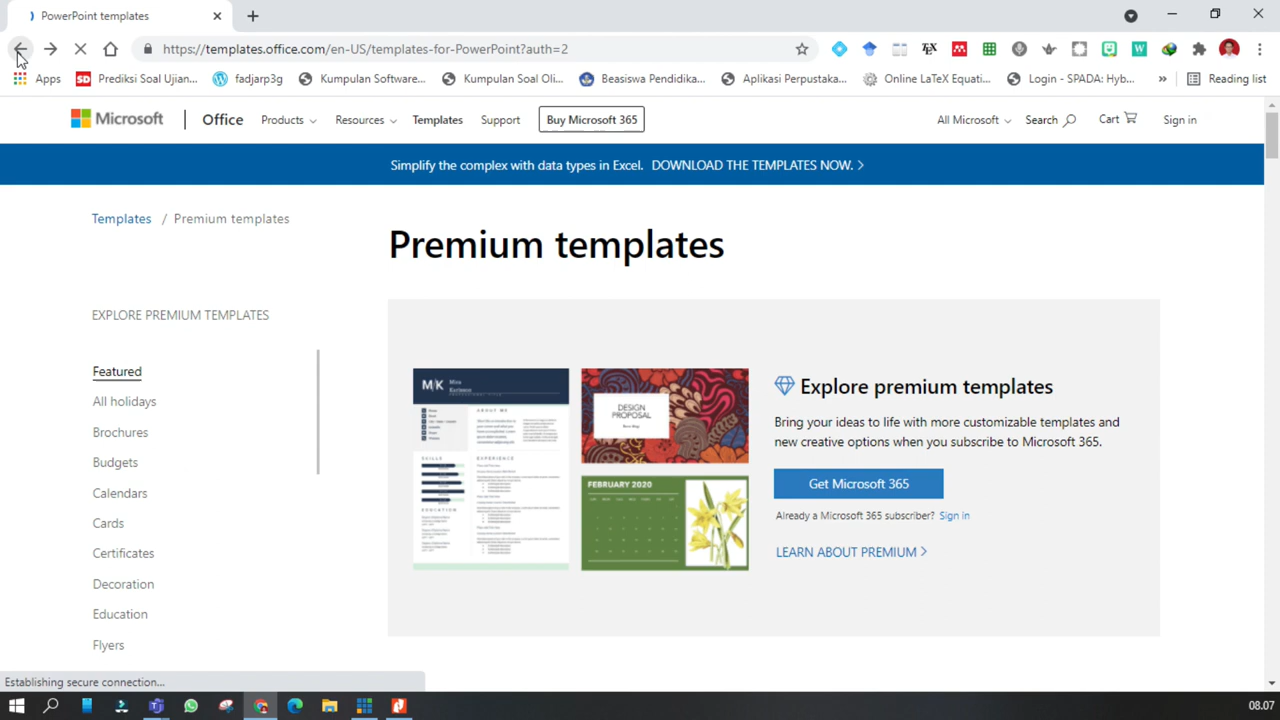 PowerPoint templates
https://templates.office.com/en-US/templates-for-PowerPoint?auth=2
Apps
Prediksi Soal Ujian...
fadjarp3g
Kumpulan Software...
Kumpulan Soal Oli...
Beasiswa Pendidika...
Aplikasi Perpustaka...
Online LaTeX Equati...
Login - SPADA: Hyb...
Reading list
Microsoft
Office
Products
Resources
Templates
Support
Buy Microsoft 365
All Microsoft
Search
Cart
Sign in
Simplify the complex with data types in Excel. DOWNLOAD THE TEMPLATES NOW.
Templates / Premium templates
Premium templates
EXPLORE PREMIUM TEMPLATES
Featured
All holidays
Brochures
Budgets
Calendars
Cards
Certificates
Decoration
Education
Flyers
DESIGN
PROPOSAL
FEBRUARY 2020
SKILLS
EDUCATION
EXPERIENCE
Explore premium templates
Bring your ideas to life with more customizable templates and
new creative options when you subscribe to Microsoft 365.
Get Microsoft 365
Already a Microsoft 365 subscriber? Sign in
LEARN ABOUT PREMIUM
Establishing secure connection...
08.07